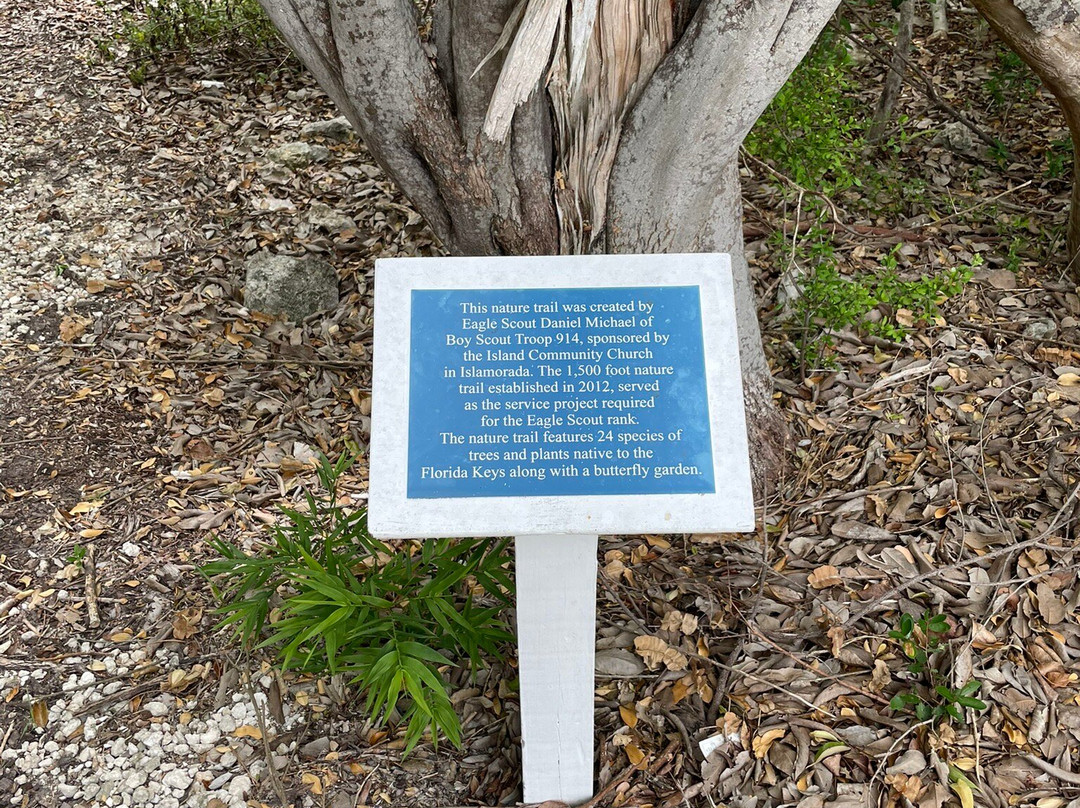 This nature trail was created by
Eagle Scout Daniel Michael of
Boy Scout Troop 914, sponsored by
the Island Community Church
in Islamorada. The 1,500 foot nature
trail established in 2012, served
as the service project required
for the Eagle Scout rank.
The nature trail features 24 species of
trees and plants native to the
Florida Keys along with a butterfly garden.